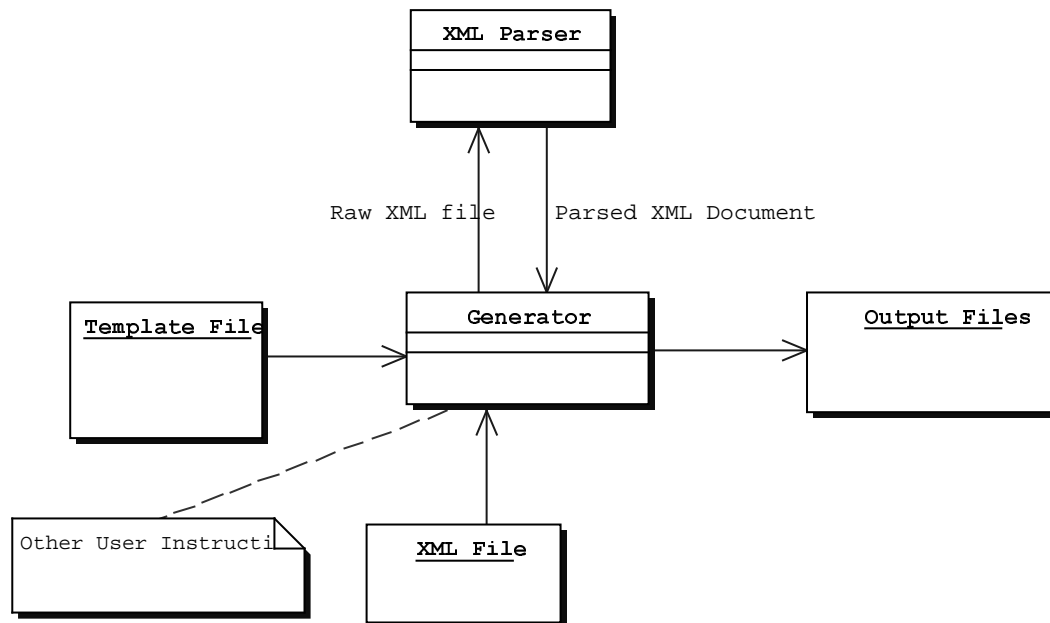 XML Parser
Raw XML file
Parsed XML Document
Template File
Generator
Output Files
Other User Instructi
XML File